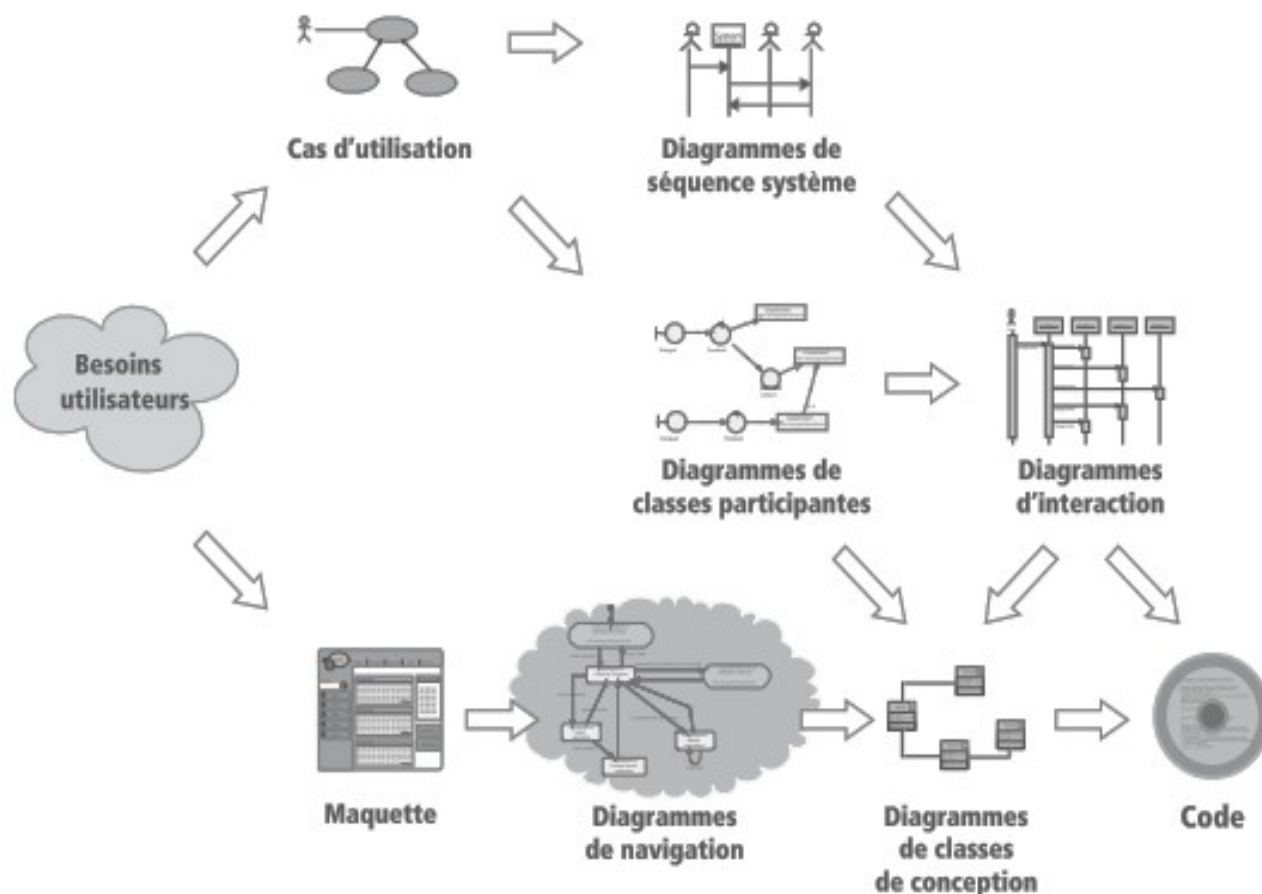 Cas d'utilisation
Diagrammes de
séquence système
Besoins
utilisateurs
Diagrammes de
classes participantes
Diagrammes
d'interaction
Maquette
Diagrammes
de navigation
Diagrammes
de classes
de conception
Code